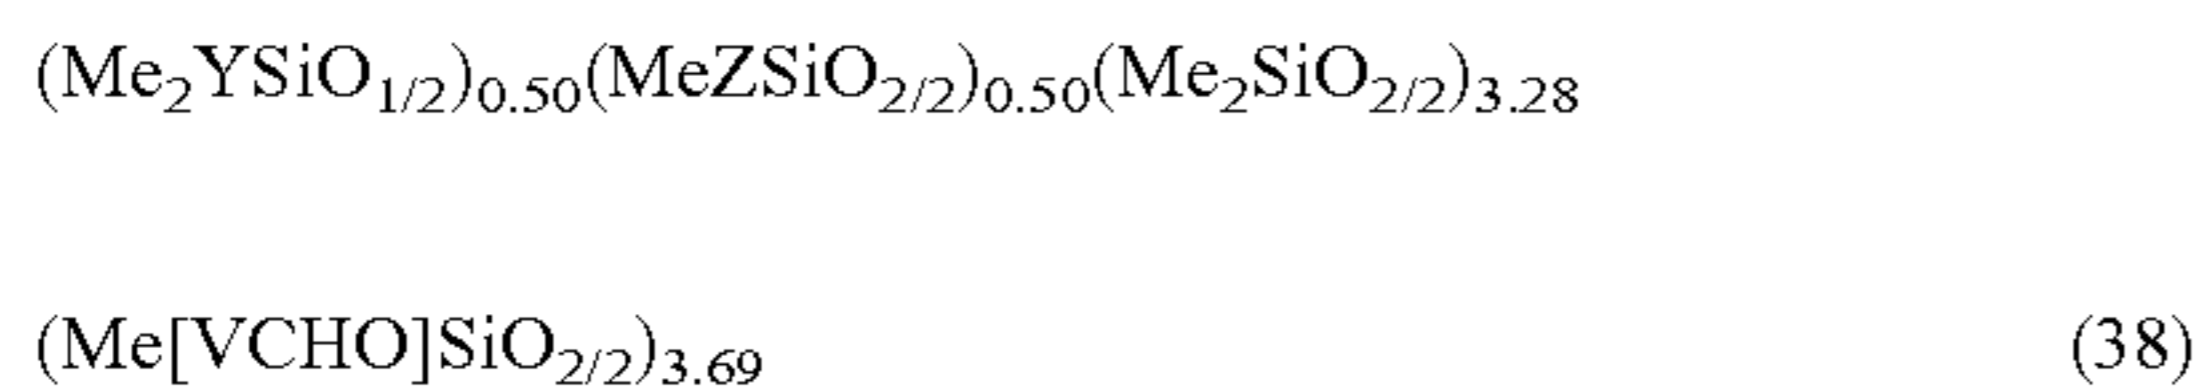 (Me₂YSiO₁/₂)₀.₅₀(MeZSiO₂/₂)₀.₅₀(Me₂SiO₂/₂)₃.₂₈
(Me[VCHO]SiO₂/₂)₃.₆₉ (38)